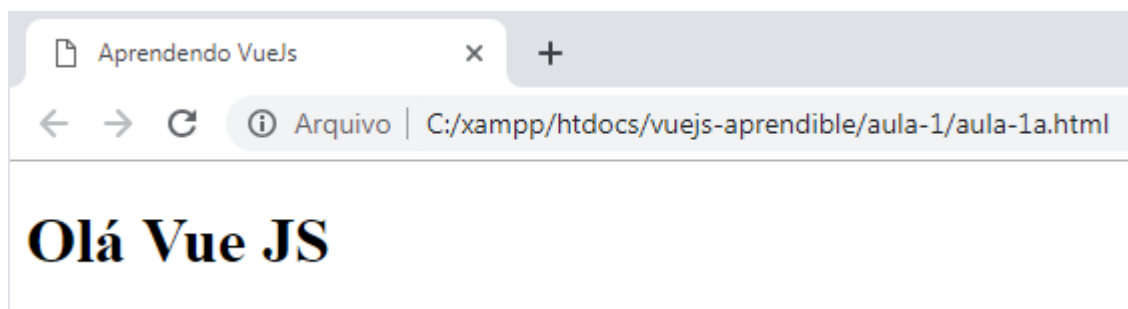 Aprendendo VueJs
Arquivo C:/xampp/htdocs/vuejs-aprendible/aula-1/aula-1a.html
Olá Vue JS